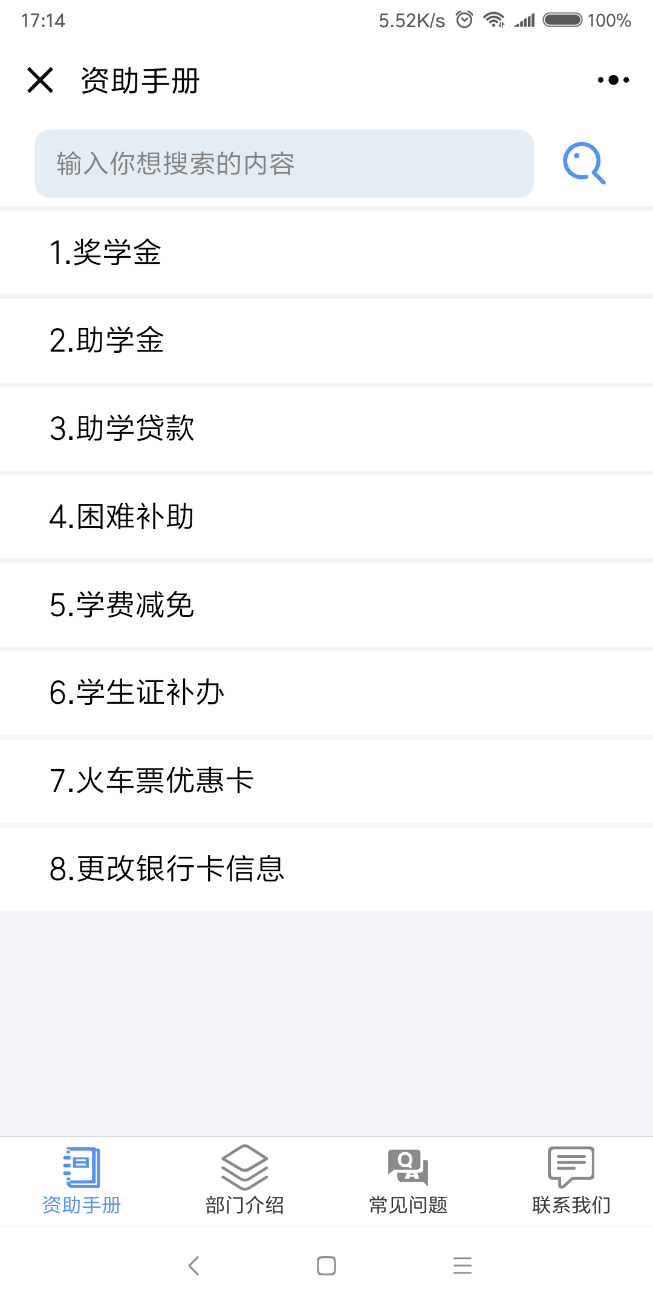 17:14 5.52K/s 100%
资助手册
输入你想搜索的内容
1.奖学金
2.助学金
3.助学贷款
4.困难补助
5.学费减免
6.学生证补办
7.火车票优惠卡
8.更改银行卡信息
Q
A
资助手册 部门介绍 常见问题 联系我们